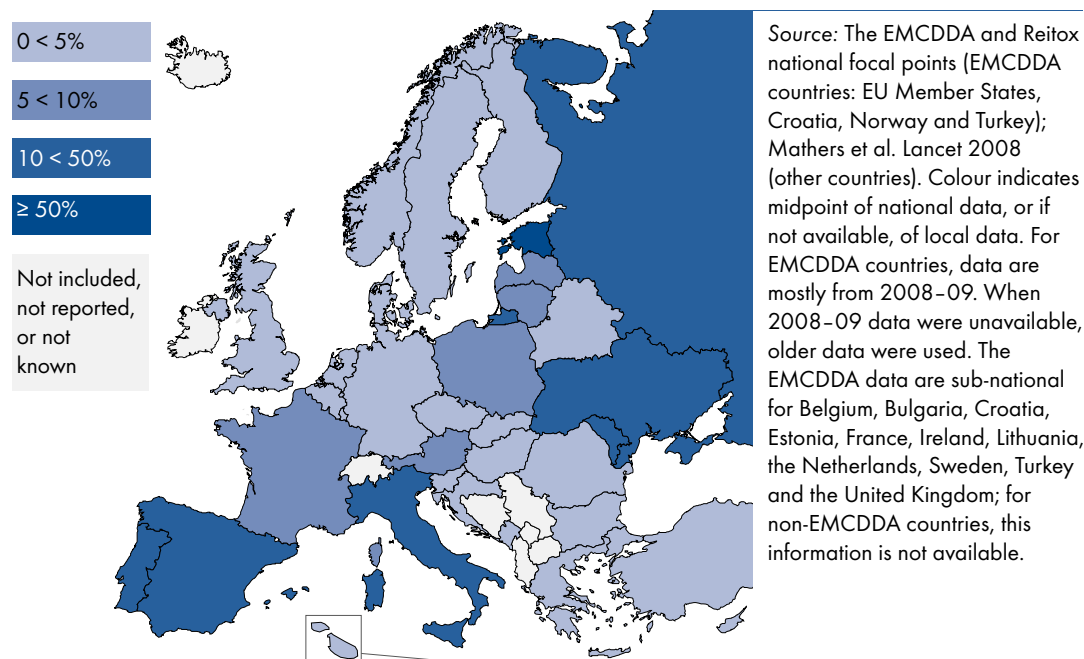 0 < 5%
5 < 10%
10 < 50%
≥ 50%
Not included,
not reported,
or not
known
Source: The EMCDDA and Reitox
national focal points (EMCDDA
countries: EU Member States,
Croatia, Norway and Turkey);
Mathers et al. Lancet 2008
(other countries). Colour indicates
midpoint of national data, or if
not available, of local data. For
EMCDDA countries, data are
mostly from 2008–09. When
2008–09 data were unavailable,
older data were used. The
EMCDDA data are sub-national
for Belgium, Bulgaria, Croatia,
Estonia, France, Ireland, Lithuania,
the Netherlands, Sweden, Turkey
and the United Kingdom; for
non-EMCDDA countries, this
information is not available.